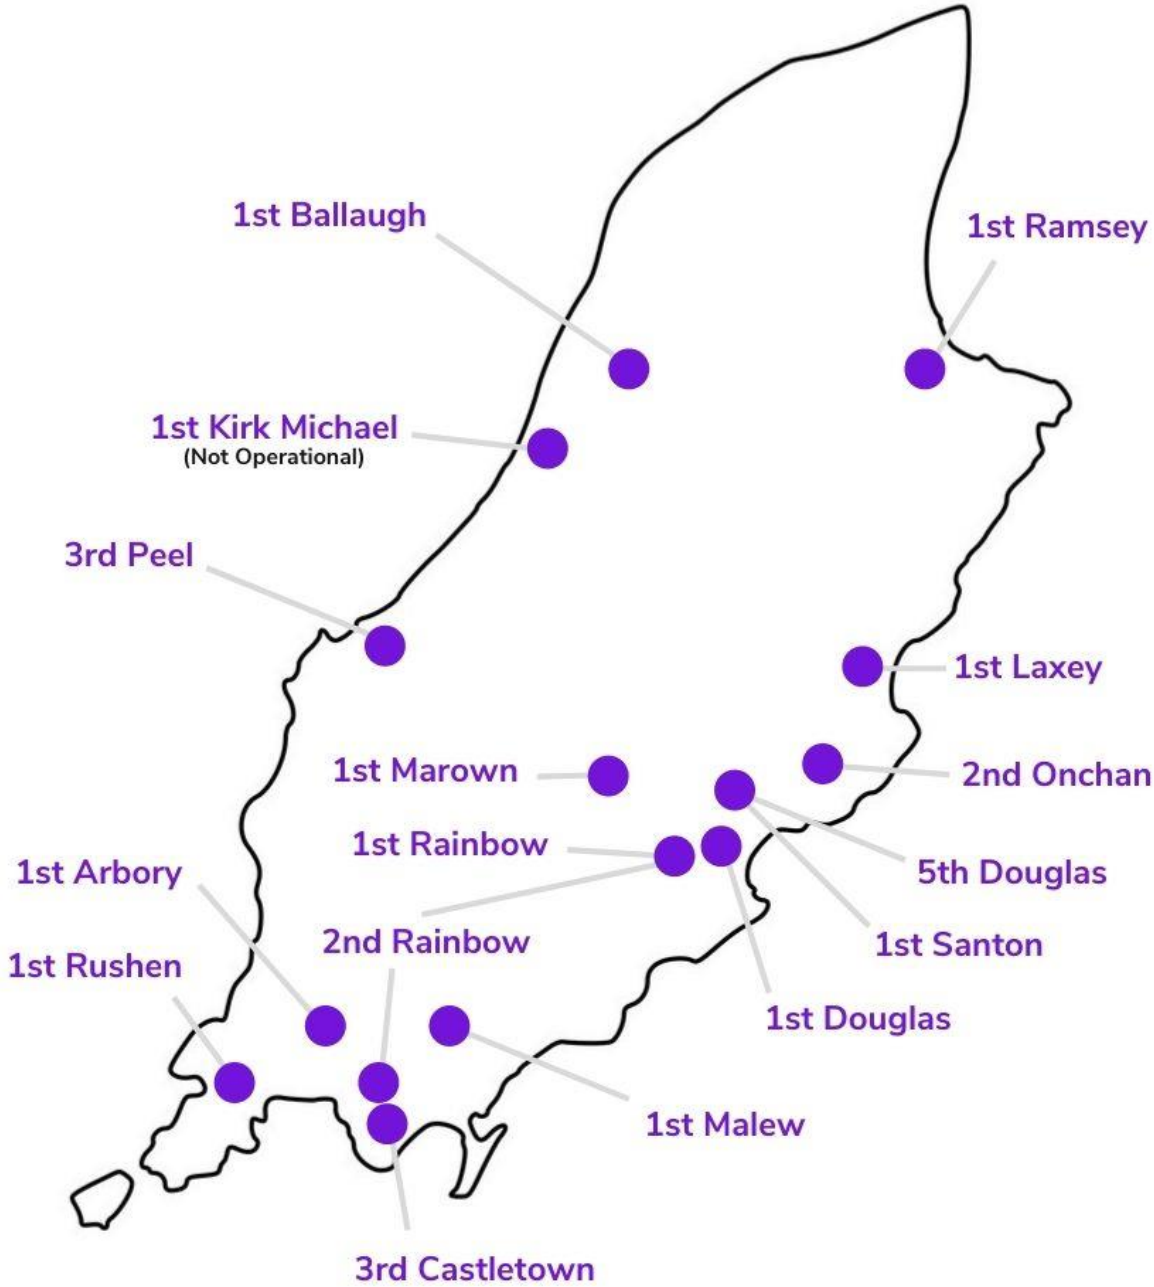 1st Ballaugh
1st Ramsey
1st Kirk Michael
(Not Operational)
3rd Peel
1st Laxey
1st Marown
2nd Onchan
1st Rainbow
1st Arbory
5th Douglas
2nd Rainbow
1st Santon
1st Rushen
1st Douglas
1st Malew
3rd Castletown